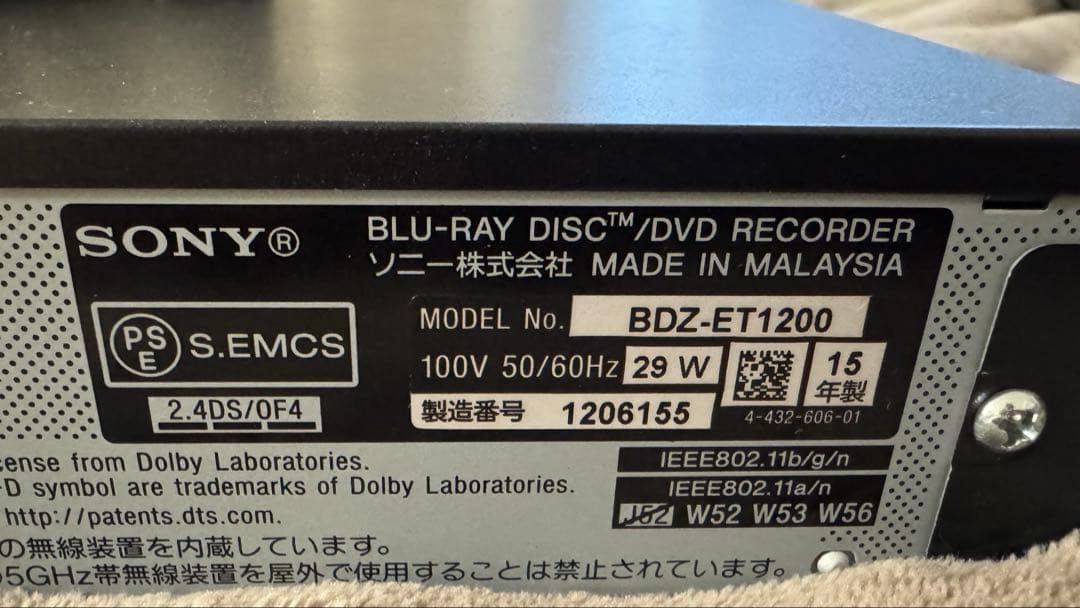 SONY®
BLU-RAY DISC™/DVD RECORDER
ソニー株式会社 MADE IN MALAYSIA
PS
E
S.EMCS
MODEL No. BDZ-ET1200
100V 50/60Hz 29 W
15
年製
2.4DS/OF4
製造番号 1206155
4-432-606-01
cense from Dolby Laboratories.
-D symbol are trademarks of Dolby Laboratories.
http://patents.dts.com.
の無線装置を内蔵しています。
5GHz帯無線装置を屋外で使用することは禁止されています。
IEEE802.11b/g/n
IEEE802.11a/n
J52 W52 W53 W56